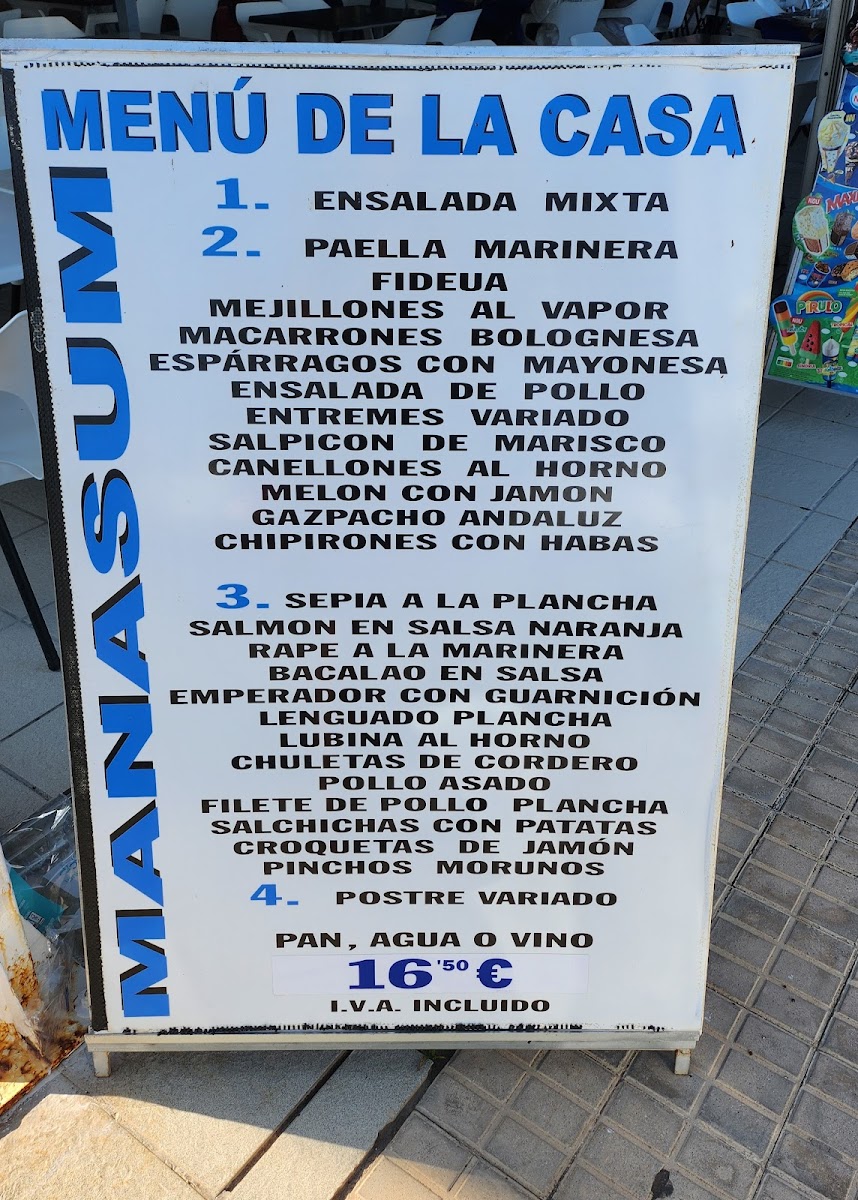 MENÚ DE LA CASA
MANASUM
1. ENSALADA MIXTA
2. PAELLA MARINERA
FIDEUA
MEJILLONES AL VAPOR
MACARRONES BOLOGNESA
ESPÁRRAGOS CON MAYONESA
ENSALADA DE POLLO
ENTREMES VARIADO
SALPICON DE MARISCO
CANELLONES AL HORNO
MELON CON JAMON
GAZPACHO ANDALUZ
CHIPIRONES CON HABAS
3. SEPIA A LA PLANCHA
SALMON EN SALSA NARANJA
RAPE A LA MARINERA
BACALAO EN SALSA
EMPERADOR CON GUARNICIÓN
LENGUADO PLANCHA
LUBINA AL HORNO
CHULETAS DE CORDERO
POLLO ASADO
FILETE DE POLLO PLANCHA
SALCHICHAS CON PATATAS
CROQUETAS DE JAMÓN
PINCHOS MORUNOS
4. POSTRE VARIADO
PAN, AGUA O VINO
16'50 €
I.V.A. INCLUIDO
PIRULO